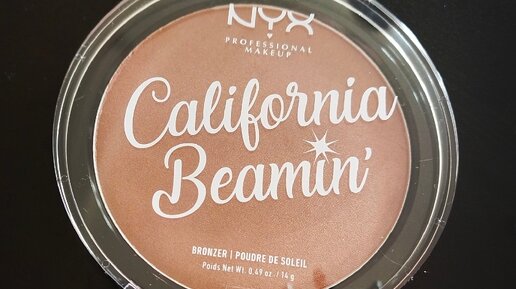 NYX
PROFESSIONAL
MAKEUP
California
Beamin'
BRONZER | POUDRE DE SOLEIL
Poids Net Wt. 0.49 oz. / 14 g